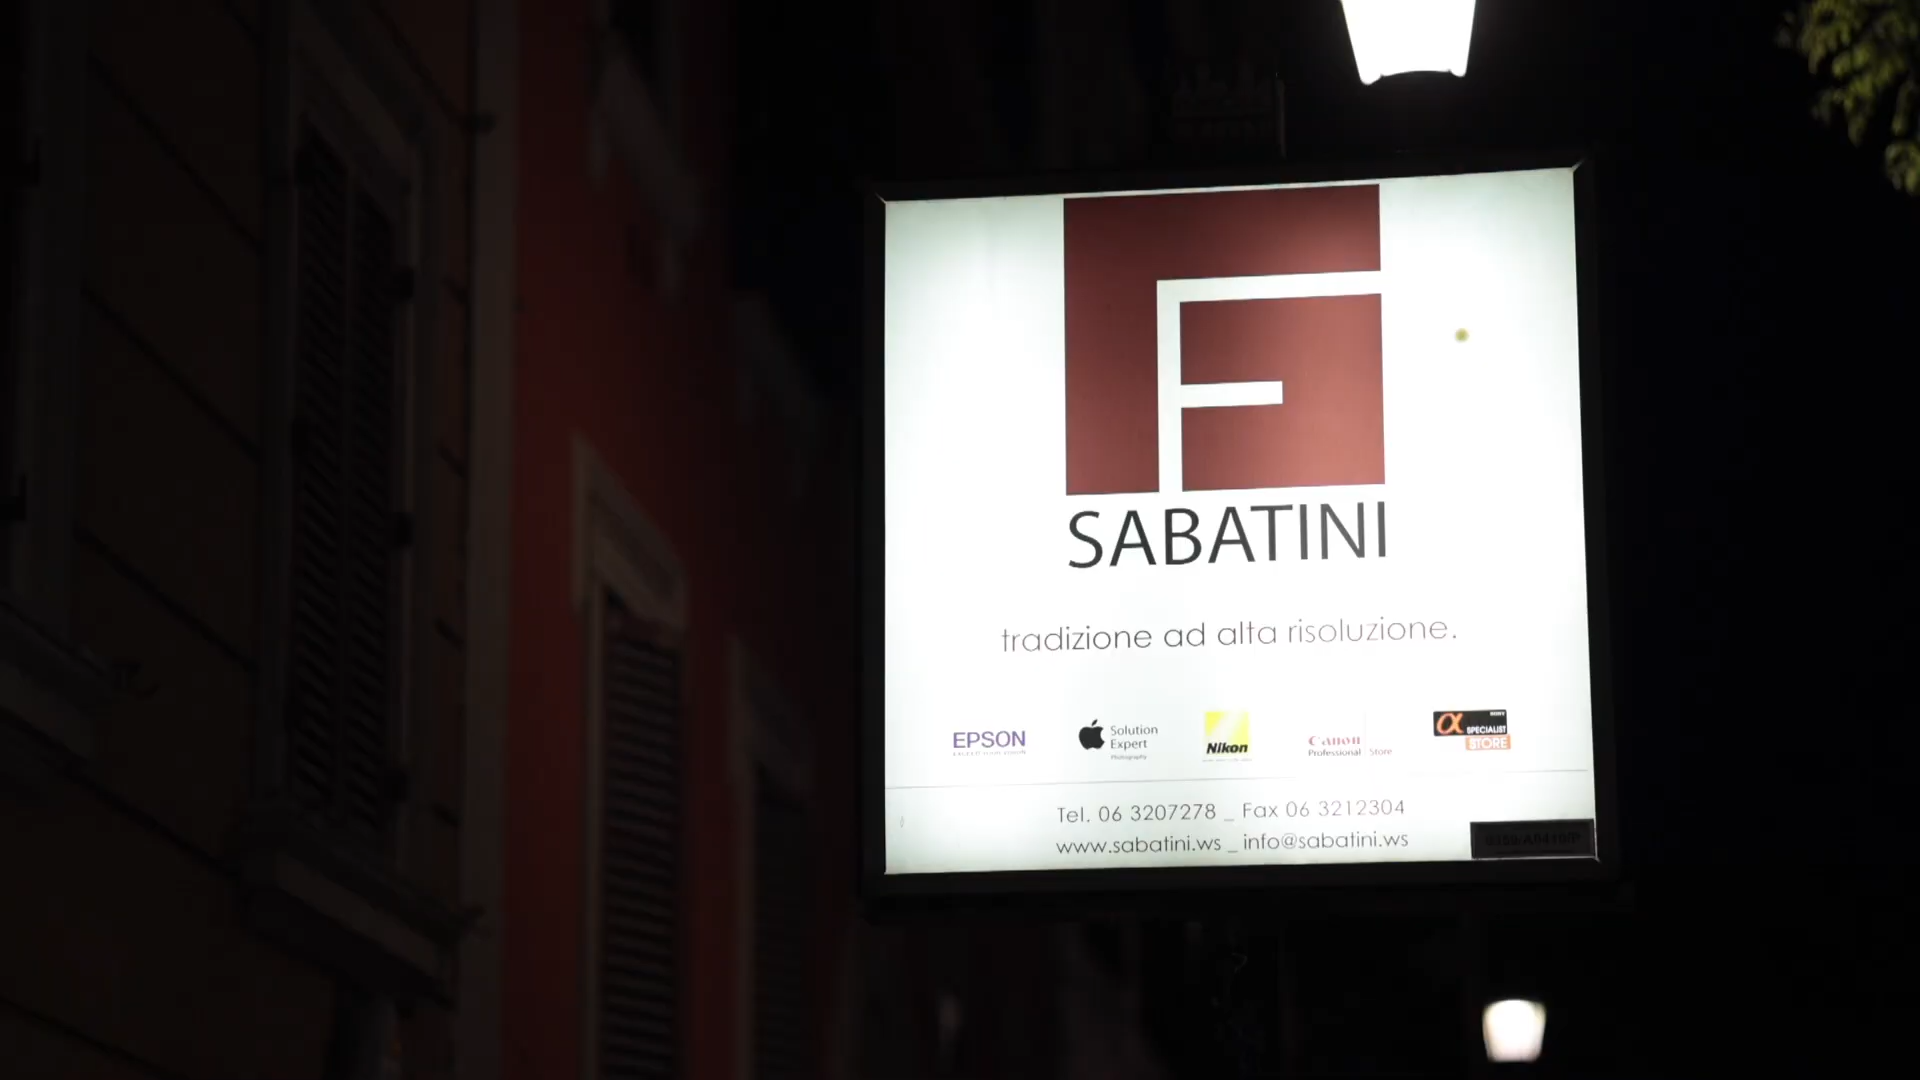 F
SABATINI
tradizione ad alta risoluzione.
EPSON
Solution
Expert
Photography
Nikon
Canon
Professional Store
α SPECIALIST
STORE
Tel. 06 3207278 _ Fax 06 3212304
www.sabatini.ws _ info@sabatini.ws